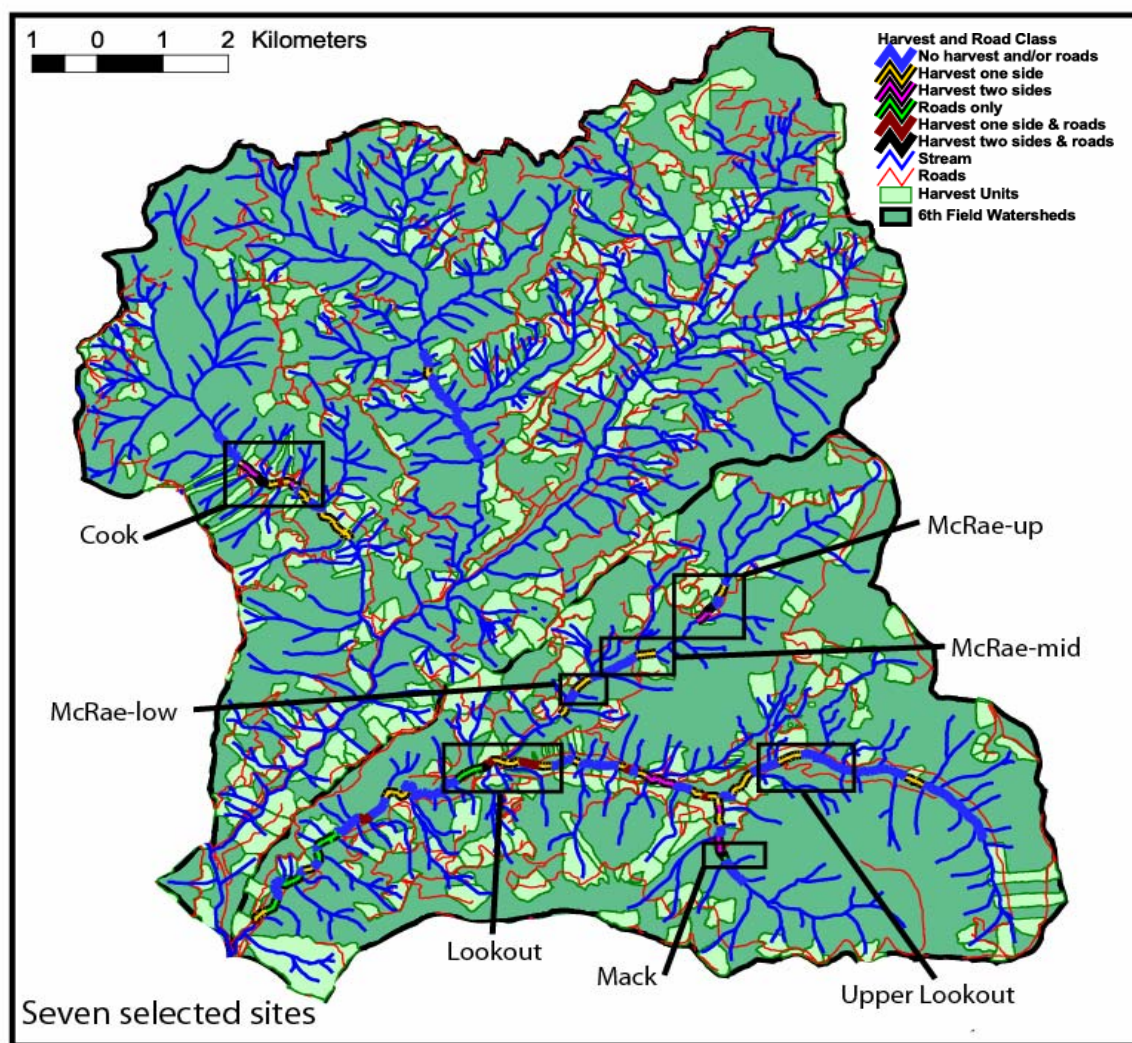 1 0 1 2 Kilometers
Harvest and Road Class
No harvest and/or roads
Harvest one side
Harvest two sides
Roads only
Harvest one side & roads
Harvest two sides & roads
Stream
Roads
Harvest Units
6th Field Watersheds
Cook
McRae-up
McRae-mid
McRae-low
Lookout
Mack
Upper Lookout
Seven selected sites